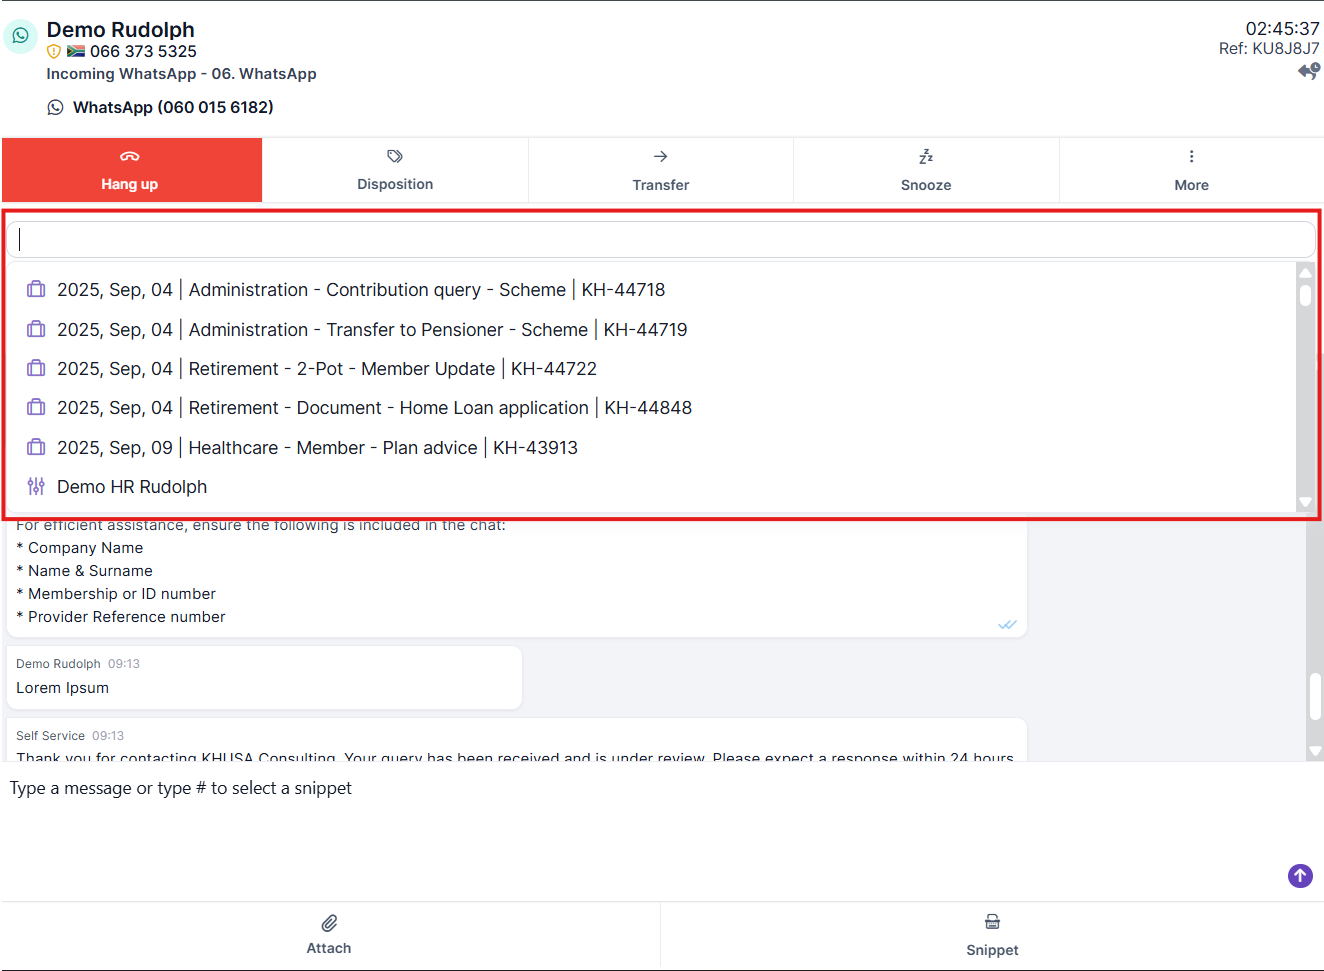 Demo Rudolph
066 373 5325
Incoming WhatsApp - 06. WhatsApp
WhatsApp (060 015 6182)
02:45:37
Ref: KU8J8J7
Hang up
Disposition
Transfer
Snooze
More
2025, Sep, 04 | Administration - Contribution query - Scheme | KH-44718
2025, Sep, 04 | Administration - Transfer to Pensioner - Scheme | KH-44719
2025, Sep, 04 | Retirement - 2-Pot - Member Update | KH-44722
2025, Sep, 04 | Retirement - Document - Home Loan application | KH-44848
2025, Sep, 09 | Healthcare - Member - Plan advice | KH-43913
Demo HR Rudolph
For efficient assistance, ensure the following is included in the chat:
* Company Name
* Name & Surname
* Membership or ID number
* Provider Reference number
Demo Rudolph 09:13
Lorem Ipsum
Self Service 09:13
Thank you for contacting KHUSA Consulting. Your query has been received and is under review. Please expect a response within 24 hours
Type a message or type # to select a snippet
Attach
Snippet